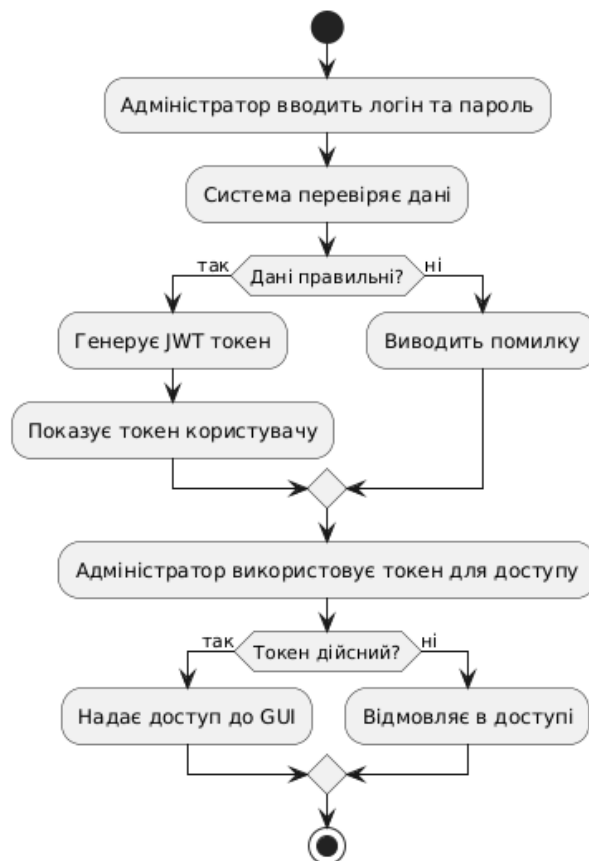 Адміністратор вводить логін та пароль
Система перевіряє дані
так
Дані правильні?
ні
Генерує JWT токен
Виводить помилку
Показує токен користувачу
Адміністратор використовує токен для доступу
так
Токен дійсний?
ні
Надає доступ до GUI
Відмовляє в доступі